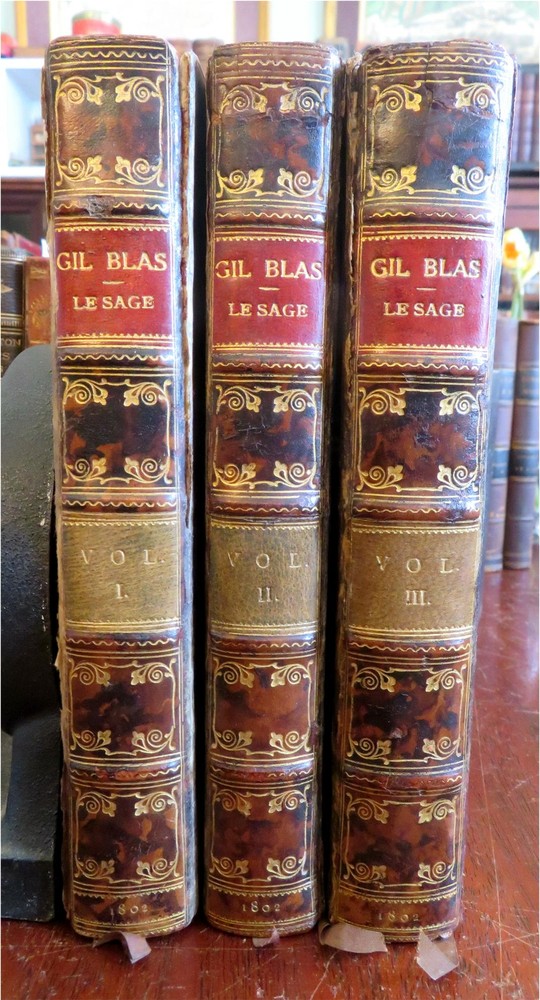 GIL BLAS
LE SAGE
VOL.
I.
1802
GIL BLAS
LE SAGE
VOL.
II.
1802
GIL BLAS
LE SAGE
VOL.
III.
1802